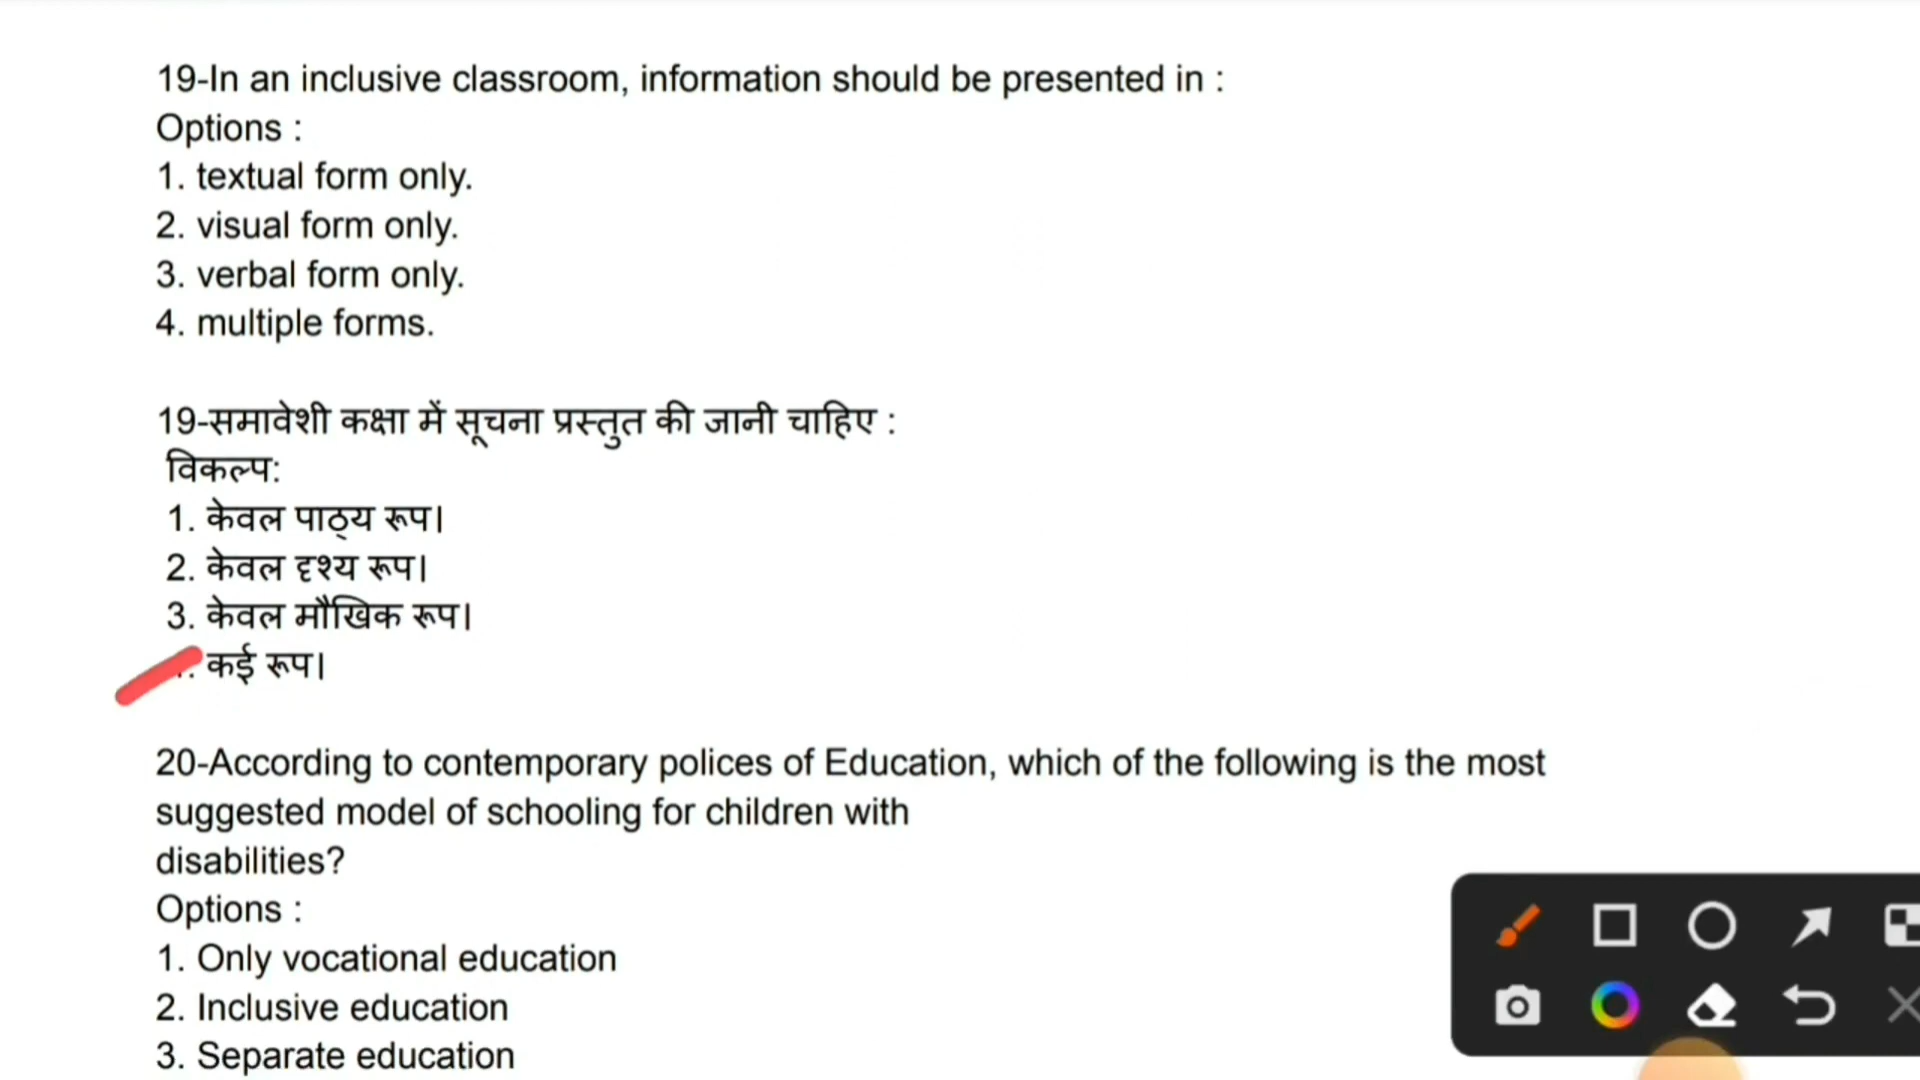 19-In an inclusive classroom, information should be presented in :
Options :
1. textual form only.
2. visual form only.
3. verbal form only.
4. multiple forms.
19-समावेशी कक्षा में सूचना प्रस्तुत की जानी चाहिए :
विकल्प:
1. केवल पाठ्य रूप।
2. केवल दृश्य रूप।
3. केवल मौखिक रूप।
कई रूप।
20-According to contemporary polices of Education, which of the following is the most
suggested model of schooling for children with
disabilities?
Options :
1. Only vocational education
2. Inclusive education
3. Separate education